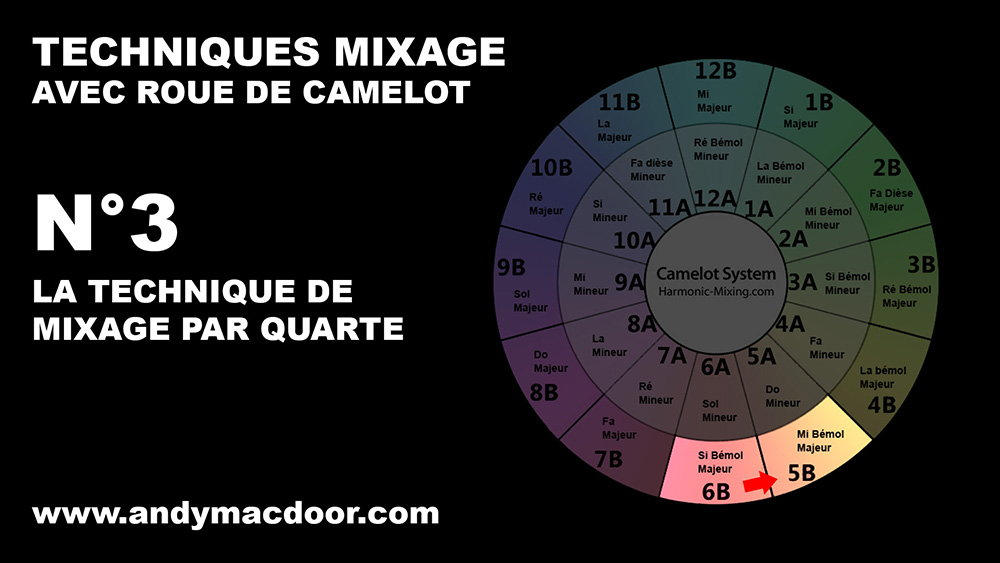 TECHNIQUES MIXAGE
AVEC ROUE DE CAMELOT
N°3
LA TECHNIQUE DE
MIXAGE PAR QUARTE
www.andymacdoor.com
12B
Mi
Majeur
1B
Si
Majeur
2B
Fa Dièse
Majeur
3B
Ré Bémol
Majeur
La bémol
Majeur
4B
Mi Bémol
Majeur
5B
Si Bémol
Majeur
6B
Fa
Majeur
7B
Do
Majeur
8B
9B
Sol
Majeur
10B
Ré
Majeur
11B
La
Majeur
Ré Bémol
Mineur
12A
La Bémol
Mineur
1A
Mi Bémol
Mineur
2A
3A
Si Bémol
Mineur
4A
Fa
Mineur
5A
Do
Mineur
6A
Sol
Mineur
7A
Ré
Mineur
8A
La
Mineur
Mi
Mineur
9A
Si
Mineur
10A
Fa dièse
Mineur
11A
Camelot System
Harmonic-Mixing.com